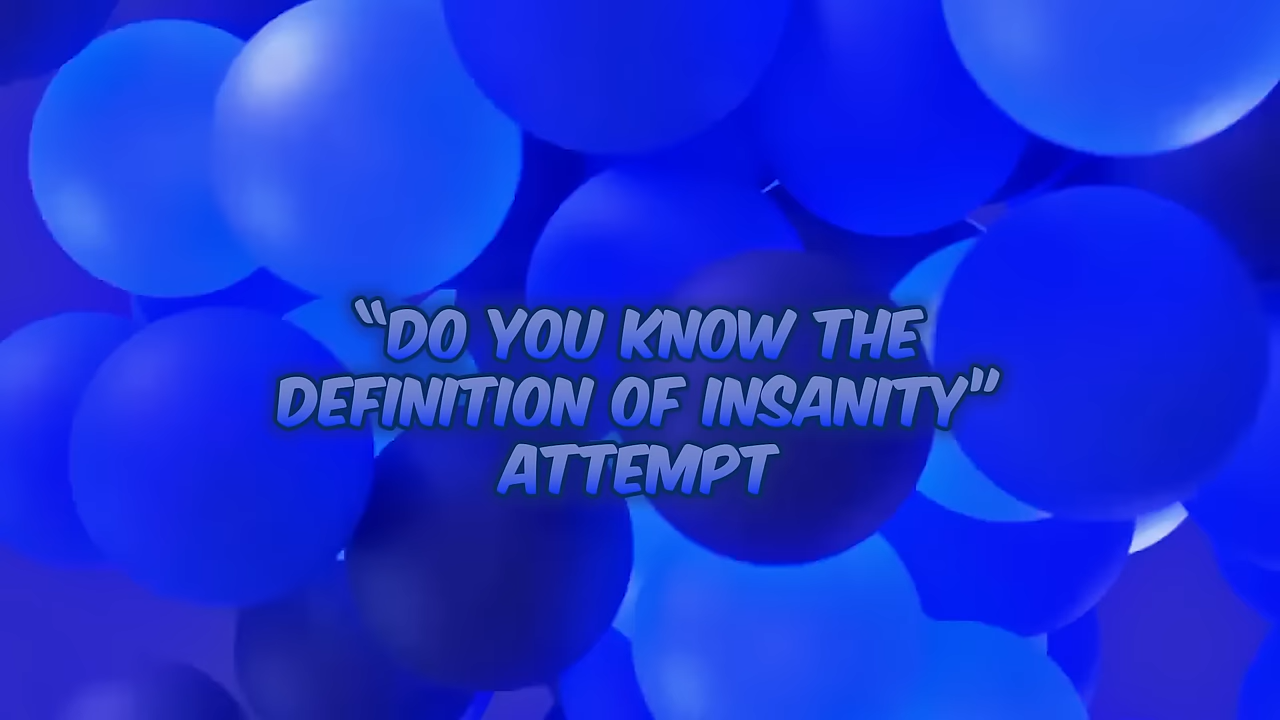 “DO YOU KNOW THE
DEFINITION OF INSANITY”
ATTEMPT